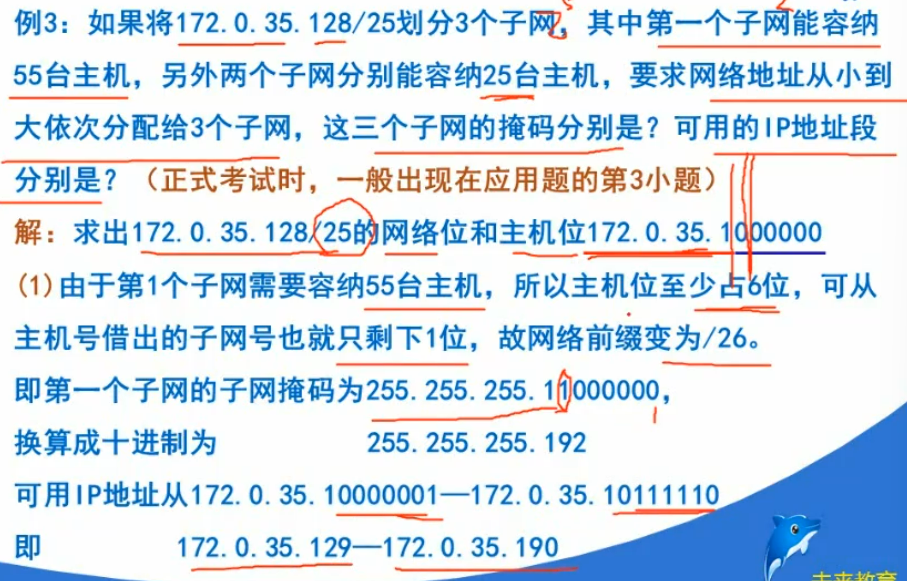 例3：如果将172.0.35.128/25划分3个子网，其中第一个子网能容纳
55台主机，另外两个子网分别能容纳25台主机，要求网络地址从小到
大依次分配给3个子网，这三个子网的掩码分别是？可用的IP地址段
分别是？（正式考试时，一般出现在应用题的第3小题）
解：求出172.0.35.128/25的网络位和主机位172.0.35.10000000
(1)由于第1个子网需要容纳55台主机，所以主机位至少占6位，可从
主机号借出的子网号也就只剩下1位，故网络前缀变为/26。
即第一个子网的子网掩码为255.255.255.11000000，
换算成十进制为 255.255.255.192
可用IP地址从172.0.35.10000001—172.0.35.10111110
即 172.0.35.129—172.0.35.190
未来教育